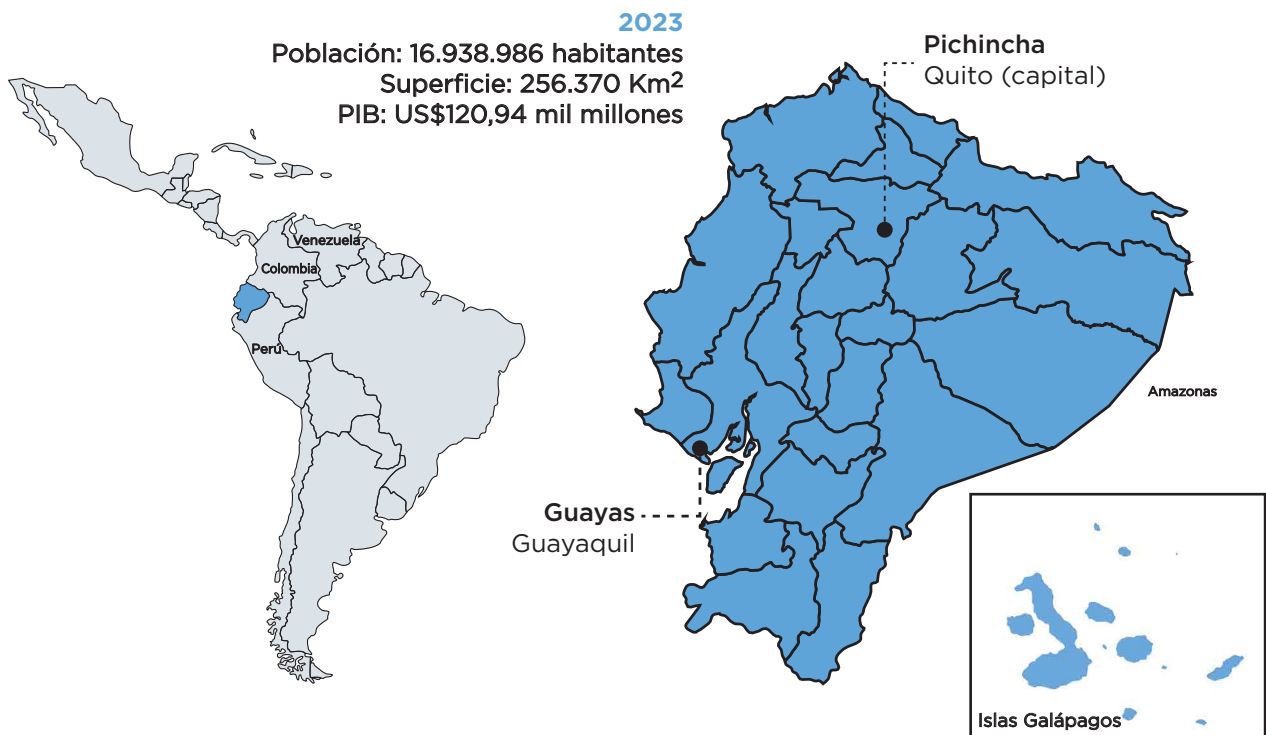 2023
Población: 16.938.986 habitantes
Superficie: 256.370 Km²
PIB: US$120,94 mil millones
Pichincha
Quito (capital)
Venezuela
Colombia
Perú
Amazonas
Guayas
Guayaquil
Islas Galápagos